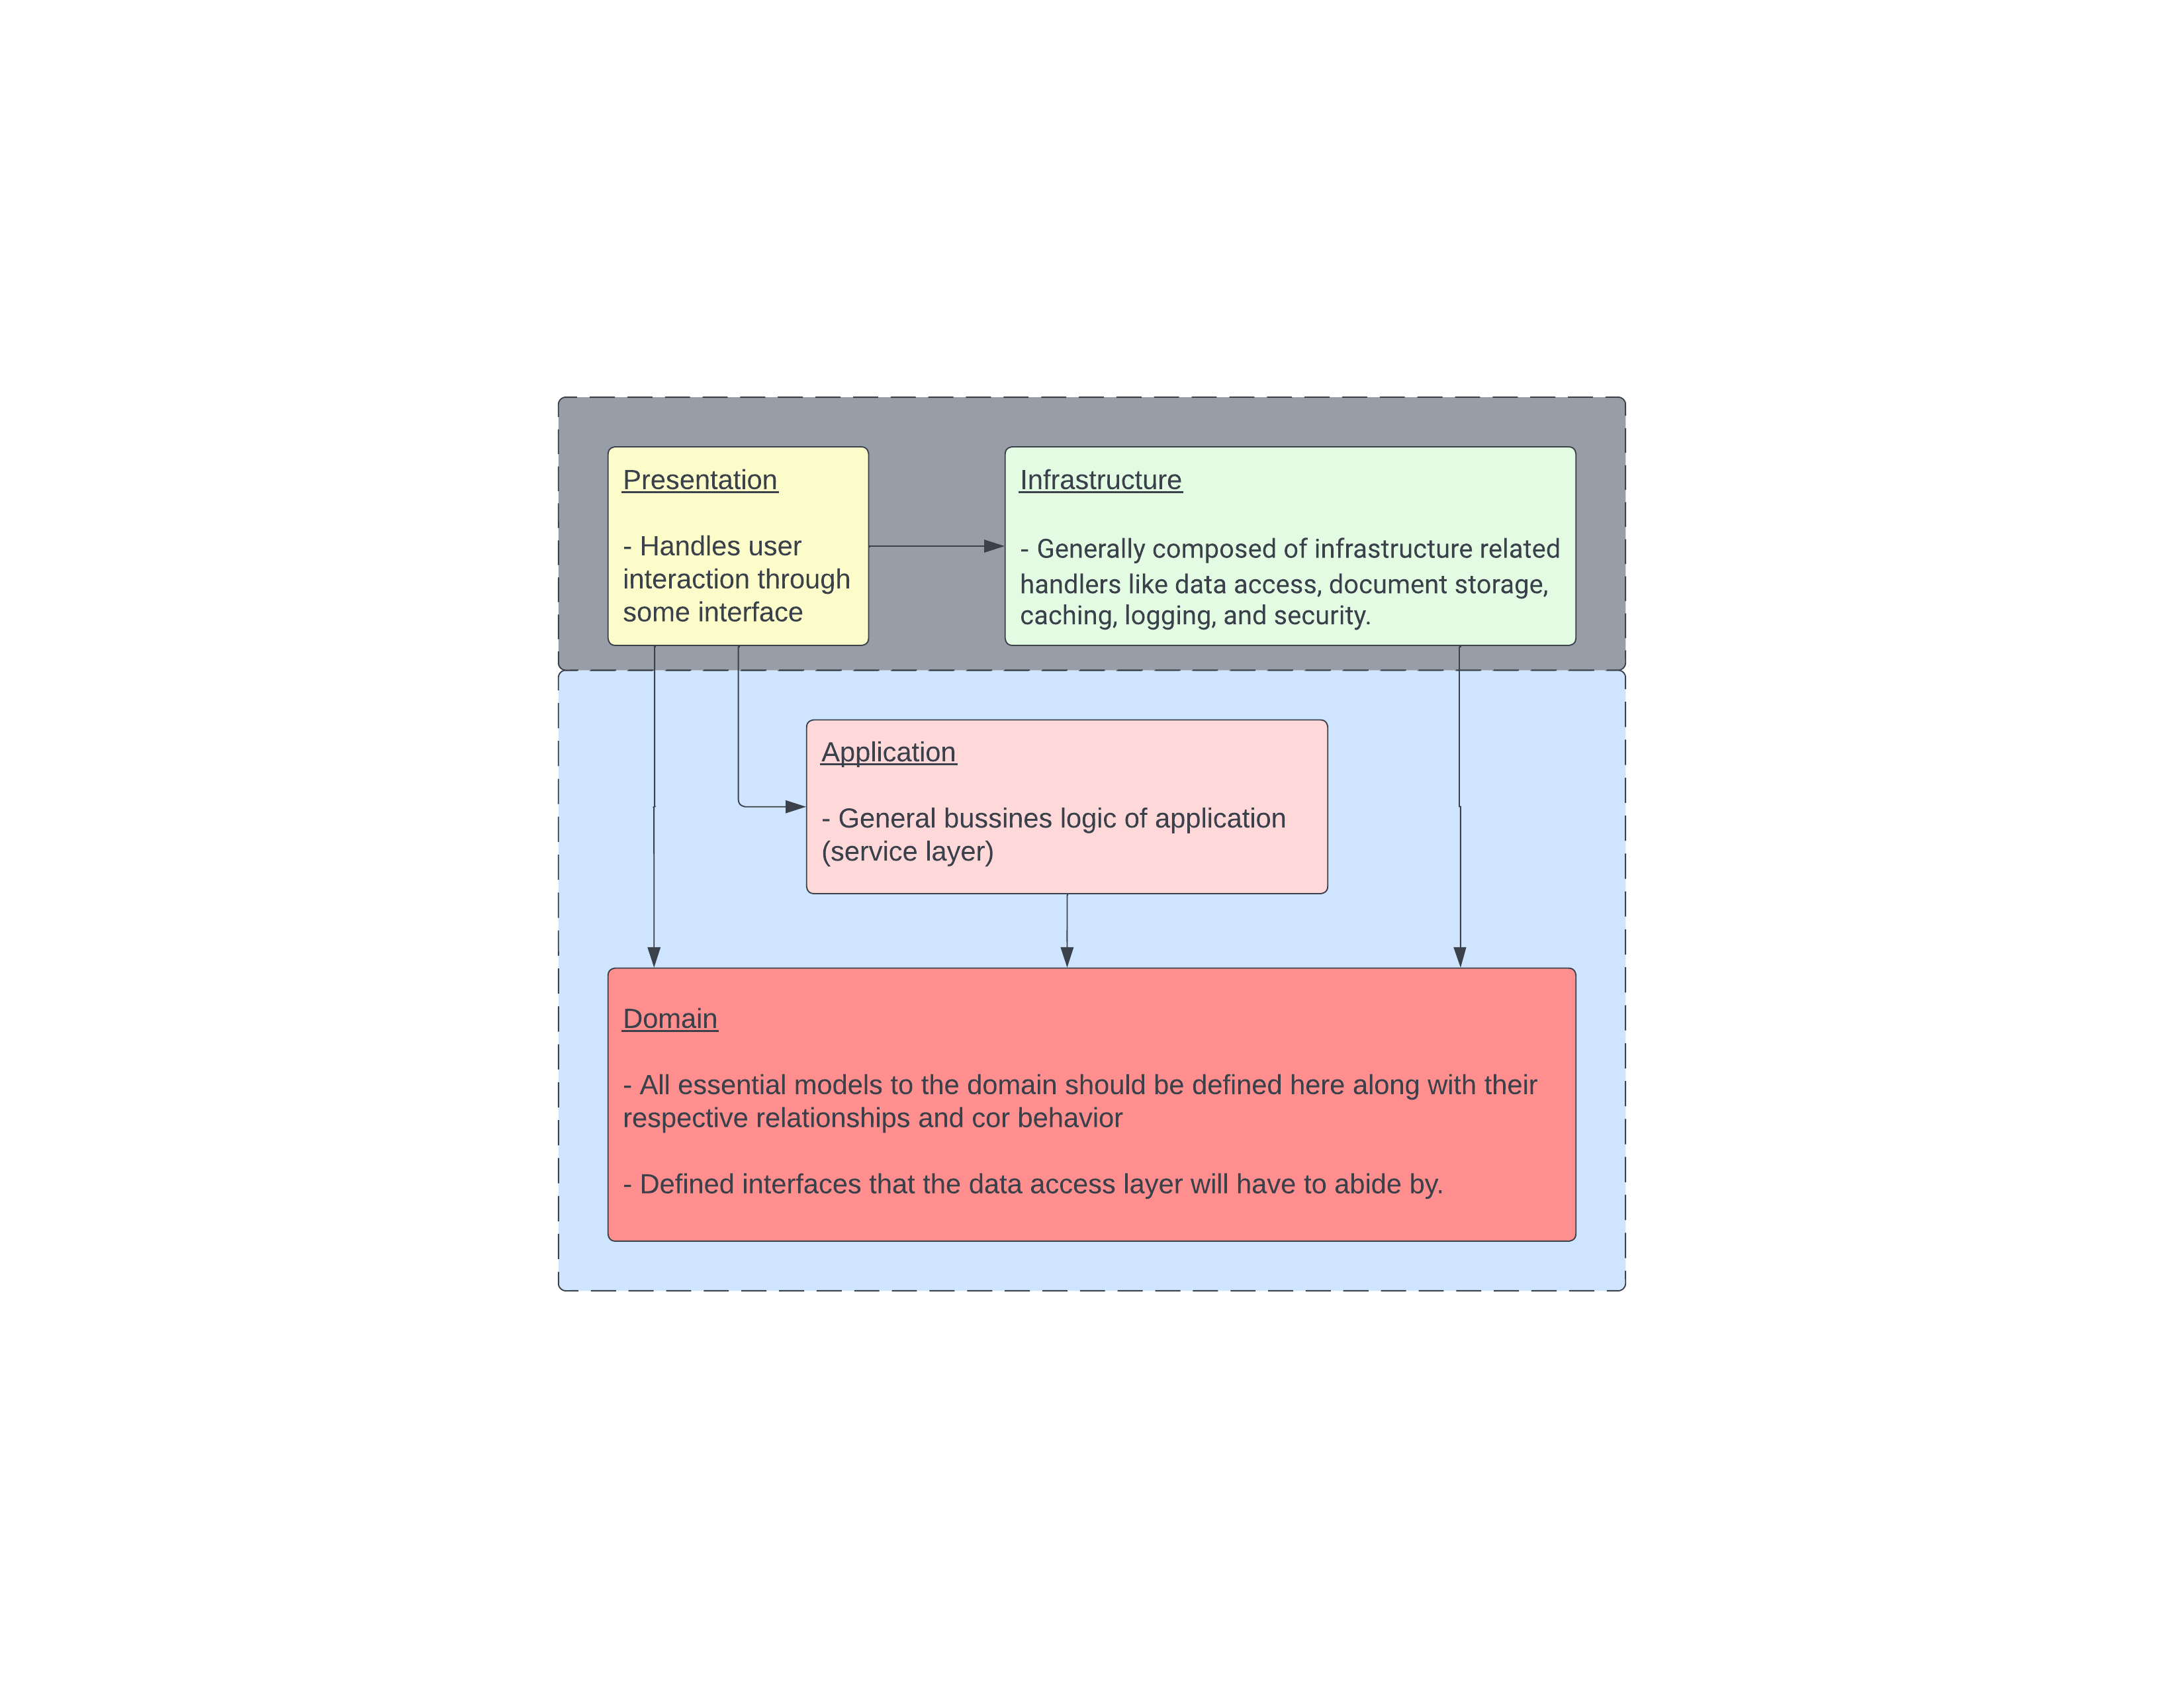 Presentation
- Handles user
interaction through
some interface
Infrastructure
- Generally composed of infrastructure related
handlers like data access, document storage,
caching, logging, and security.
Application
- General bussines logic of application
(service layer)
Domain
- All essential models to the domain should be defined here along with their
respective relationships and cor behavior
- Defined interfaces that the data access layer will have to abide by.